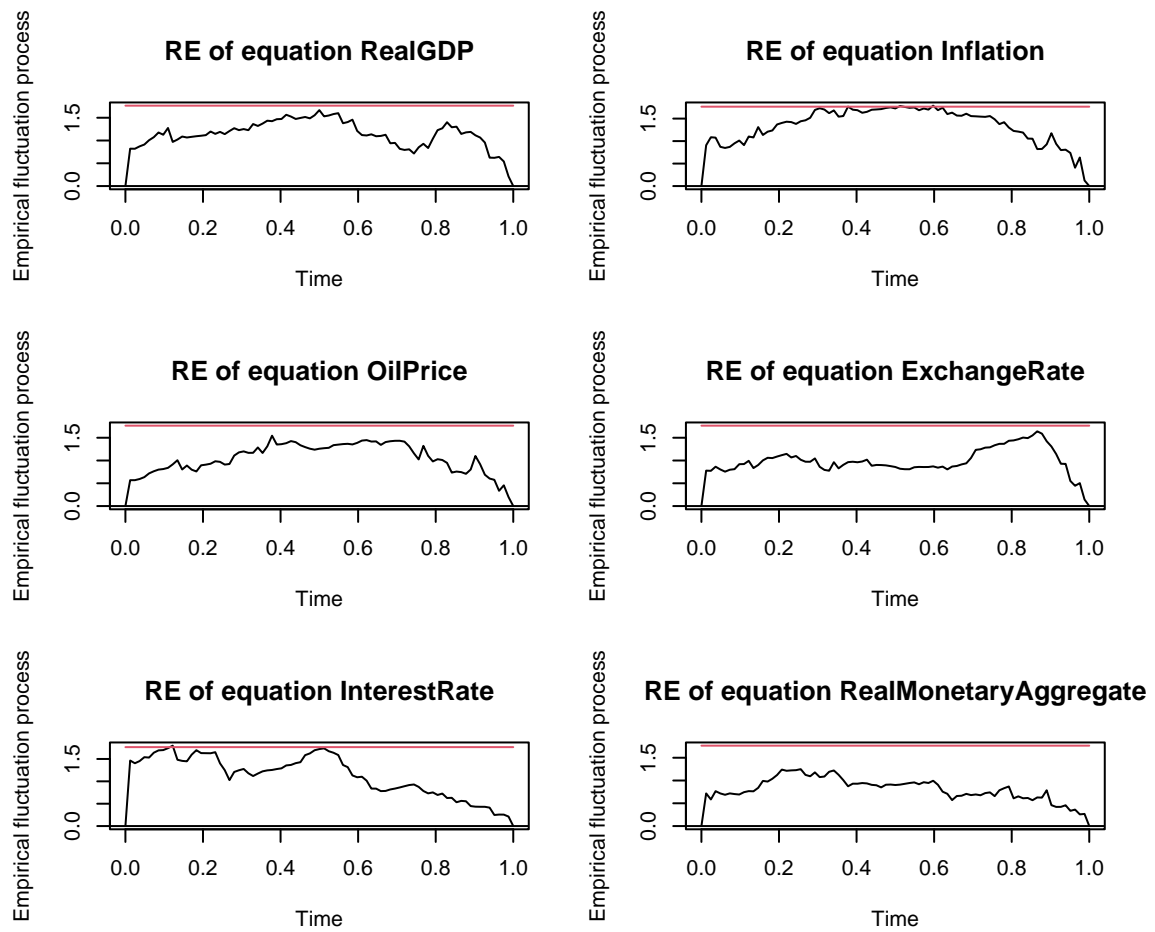 RE of equation RealGDP
Empirical fluctuation process
0.0 1.5
0.0 0.2 0.4 0.6 0.8 1.0
Time
RE of equation Inflation
Empirical fluctuation process
0.0 1.5
0.0 0.2 0.4 0.6 0.8 1.0
Time
RE of equation OilPrice
Empirical fluctuation process
0.0 1.5
0.0 0.2 0.4 0.6 0.8 1.0
Time
RE of equation ExchangeRate
Empirical fluctuation process
0.0 1.5
0.0 0.2 0.4 0.6 0.8 1.0
Time
RE of equation InterestRate
Empirical fluctuation process
0.0 1.5
0.0 0.2 0.4 0.6 0.8 1.0
Time
RE of equation RealMonetaryAggregate
Empirical fluctuation process
0.0 1.5
0.0 0.2 0.4 0.6 0.8 1.0
Time